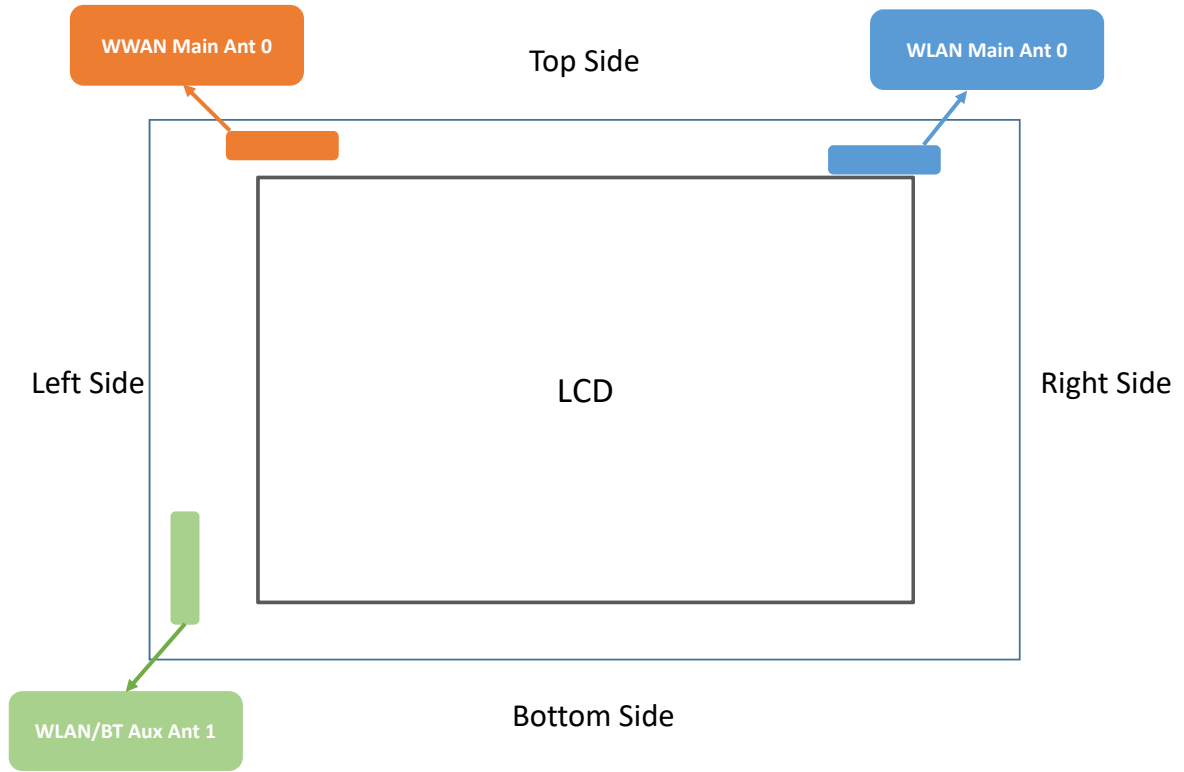 WWAN Main Ant 0
Top Side
WLAN Main Ant 0
Left Side
LCD
Right Side
WLAN/BT Aux Ant 1
Bottom Side